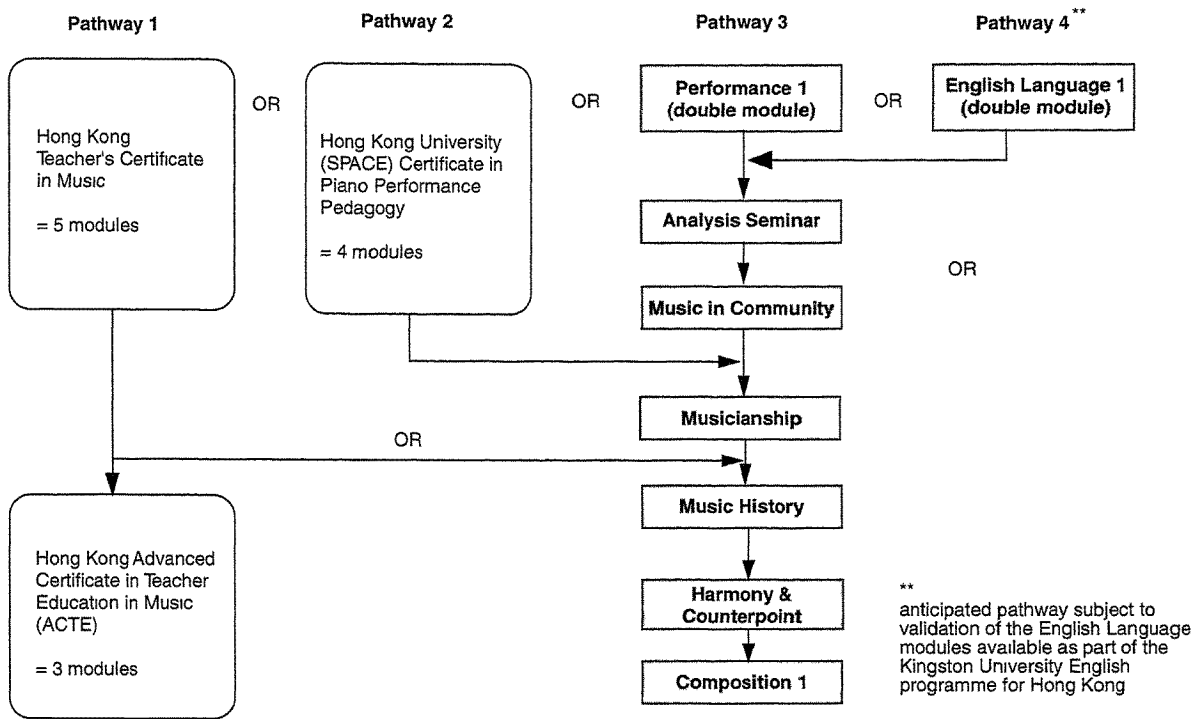 Pathway 1
Pathway 2
Pathway 3
Pathway 4**
Hong Kong
Teacher's Certificate
in Music
= 5 modules
OR
Hong Kong University
(SPACE) Certificate in
Piano Performance
Pedagogy
= 4 modules
OR
Performance 1
(double module)
OR
English Language 1
(double module)
Analysis Seminar
OR
Music in Community
Musicianship
OR
Music History
Hong Kong Advanced
Certificate in Teacher
Education in Music
(ACTE)
= 3 modules
Harmony &
Counterpoint
Composition 1
**
anticipated pathway subject to
validation of the English Language
modules available as part of the
Kingston University English
programme for Hong Kong